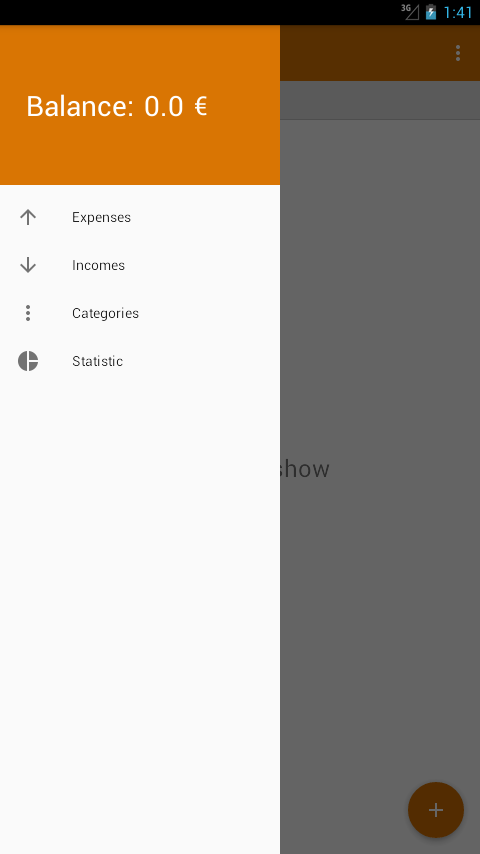 3G 1:41
Balance: 0.0 €
Expenses
Incomes
Categories
Statistic
show